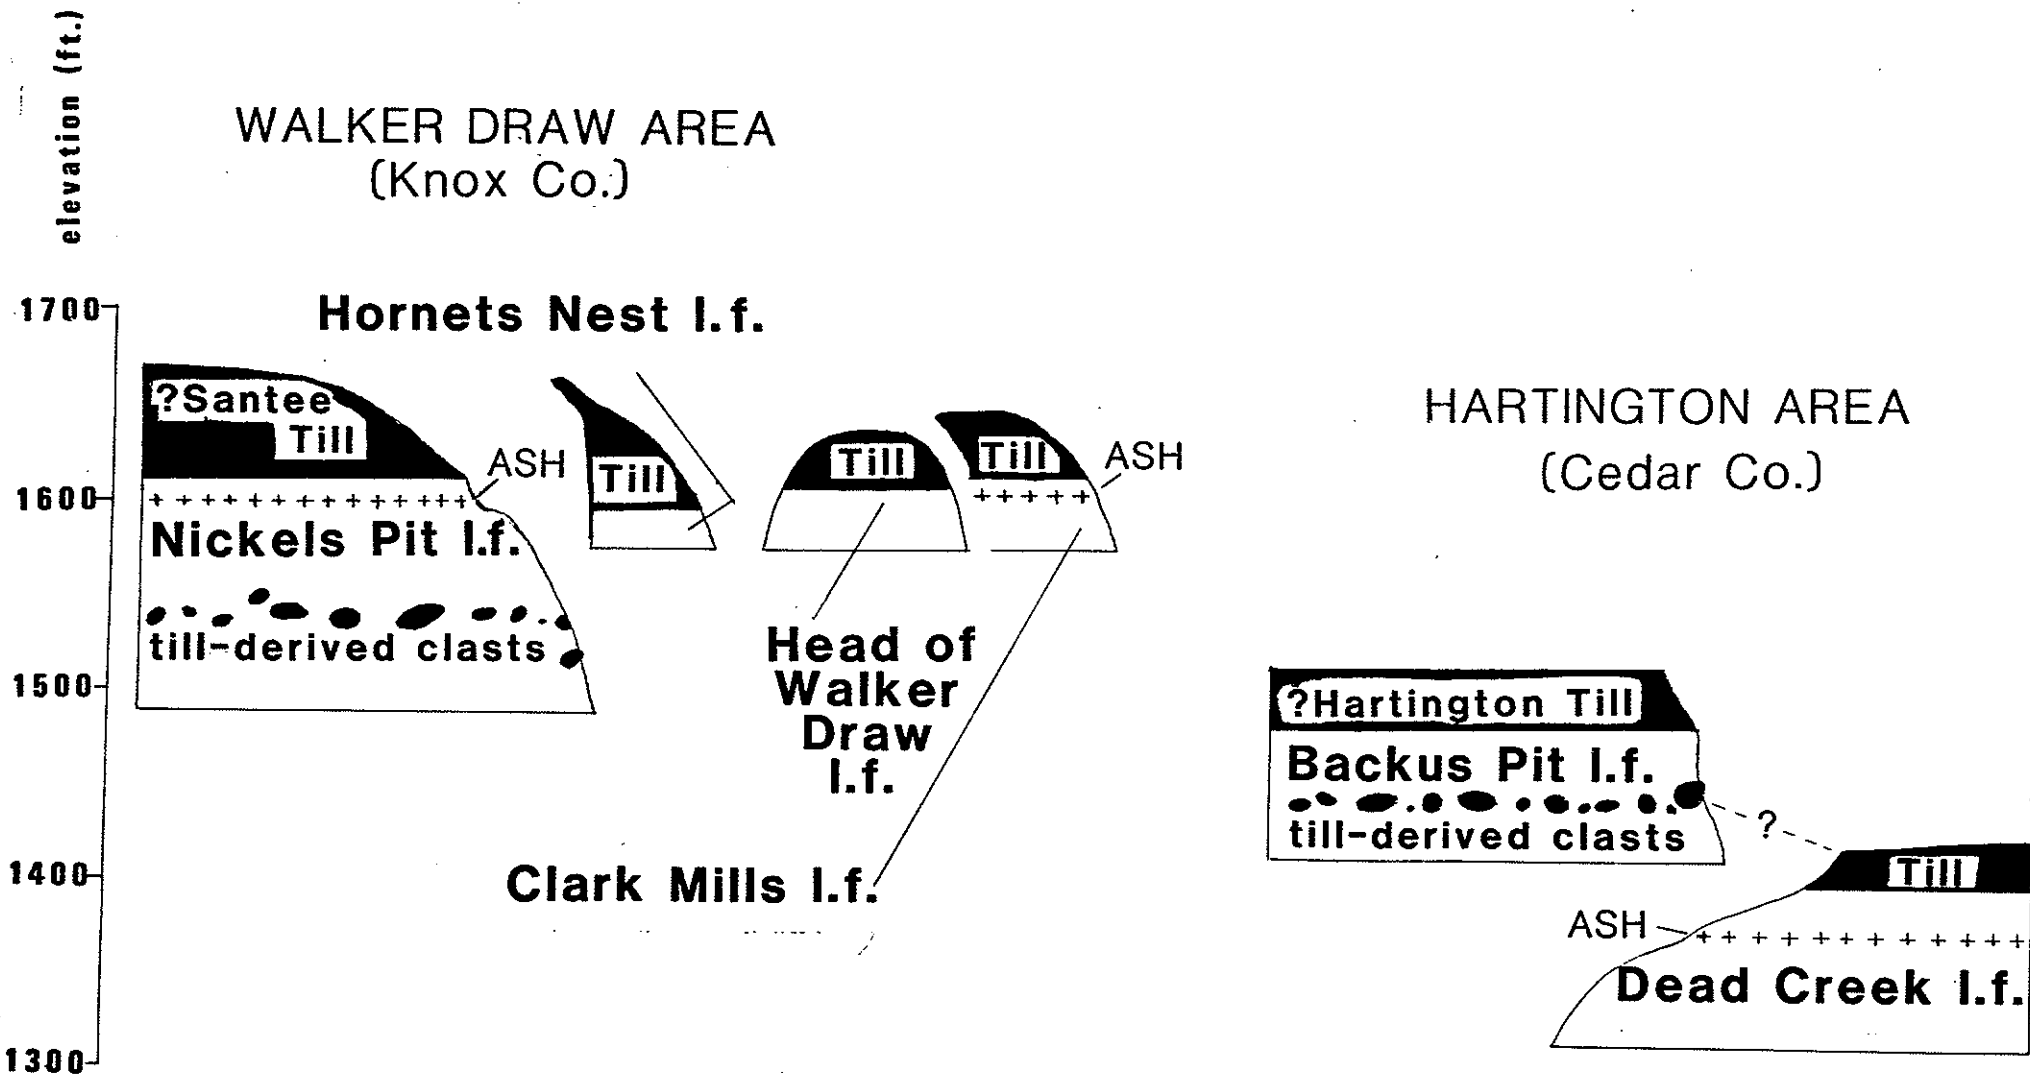 elevation (ft.)
WALKER DRAW AREA
(Knox Co.)
1700
Hornets Nest l.f.
?Santee
Till
ASH
Till
Till
Till
ASH
HARTINGTON AREA
(Cedar Co.)
1600
+ + + + + + + + + + + + + +
+ + + + +
Nickels Pit l.f.
till-derived clasts
Head of
Walker
Draw
l.f.
1500
?Hartington Till
Backus Pit l.f.
till-derived clasts
?
1400
Clark Mills l.f.
Till
ASH
+ + + + + + + + + + + +
Dead Creek l.f.
1300